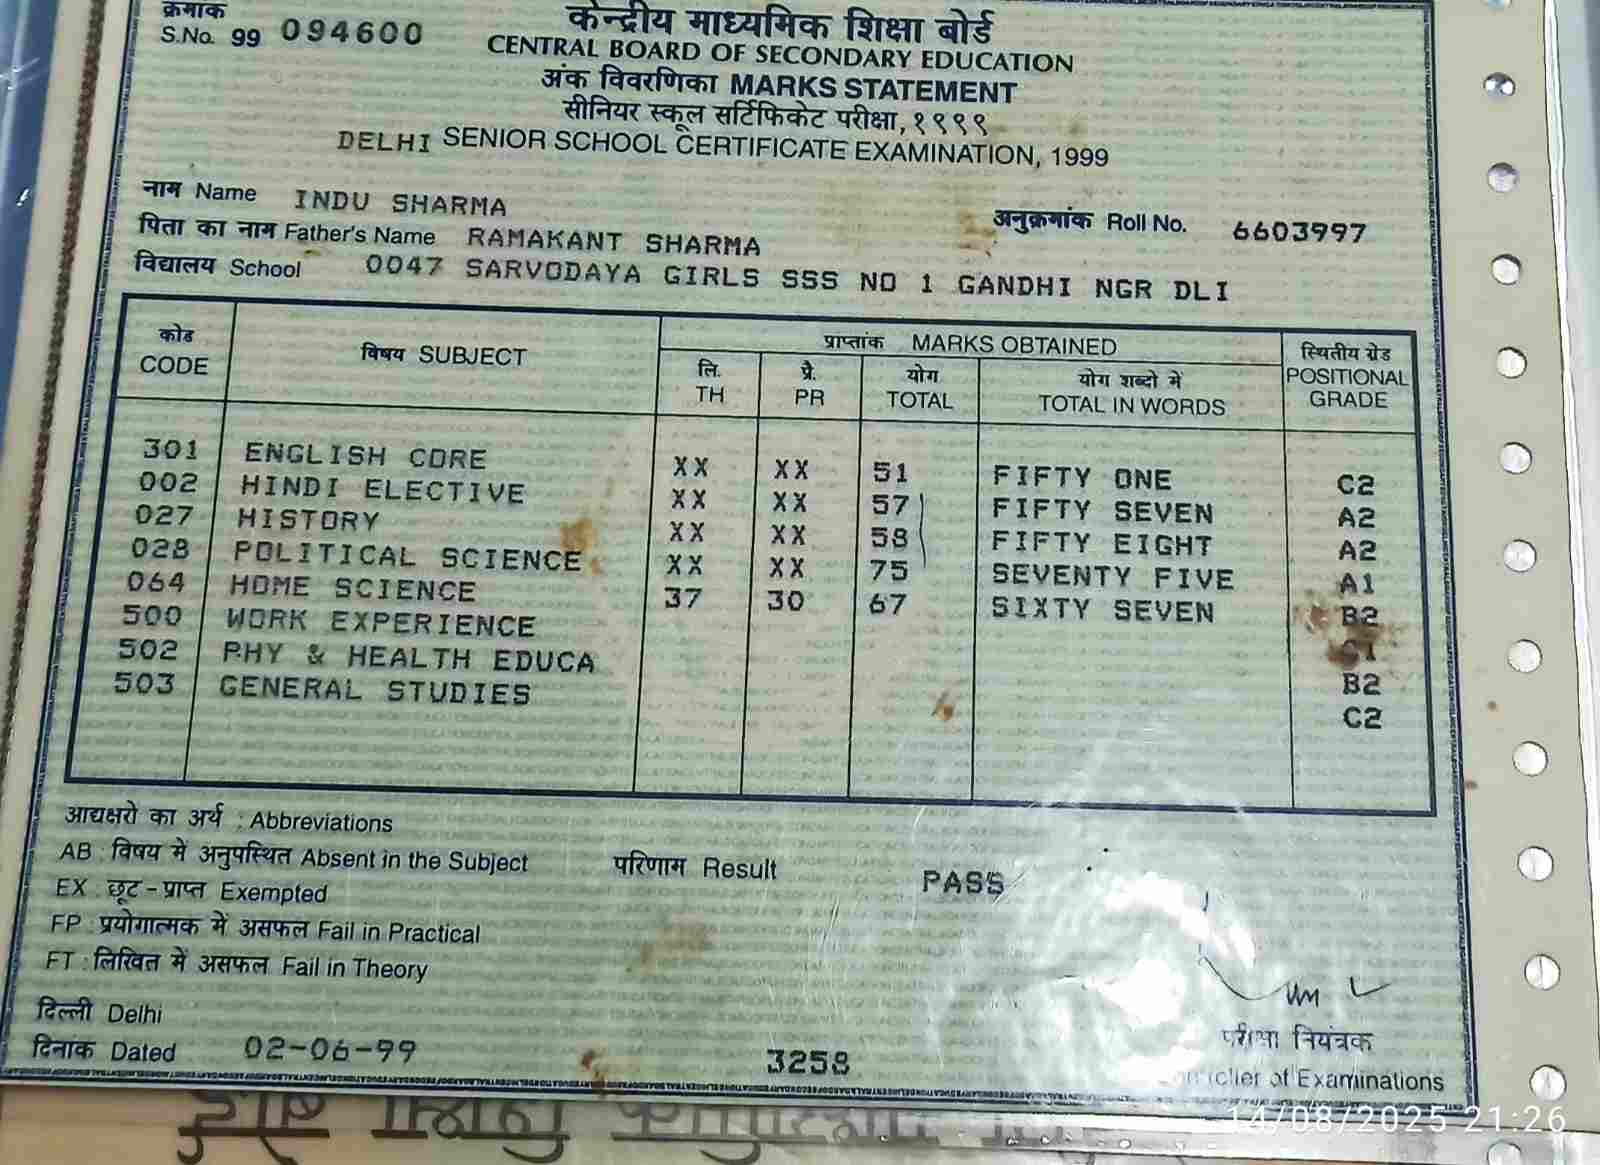 क्रमांक
S.No. 99 094600
केन्द्रीय माध्यमिक शिक्षा बोर्ड
CENTRAL BOARD OF SECONDARY EDUCATION
अंक विवरणिका MARKS STATEMENT
सीनियर स्कूल सर्टिफिकेट परीक्षा, १९९९
DELHI SENIOR SCHOOL CERTIFICATE EXAMINATION, 1999
नाम Name INDU SHARMA
अनुक्रमांक Roll No. 6603997
पिता का नाम Father's Name RAMAKANT SHARMA
विद्यालय School 0047 SARVODAYA GIRLS SSS NO 1 GANDHI NGR DLI
कोड CODE विषय SUBJECT प्राप्तांक MARKS OBTAINED स्थितीय ग्रेड POSITIONAL GRADE
लि. TH प्रै. PR योग TOTAL योग शब्दो में TOTAL IN WORDS
301 ENGLISH CORE XX XX 51 FIFTY ONE C2
002 HINDI ELECTIVE XX XX 57 FIFTY SEVEN A2
027 HISTORY XX XX 58 FIFTY EIGHT A2
028 POLITICAL SCIENCE XX XX 75 SEVENTY FIVE A1
064 HOME SCIENCE 37 30 67 SIXTY SEVEN B2
500 WORK EXPERIENCE C1
502 PHY & HEALTH EDUCA B2
503 GENERAL STUDIES C2
आद्यक्षरो का अर्थ : Abbreviations
AB : विषय में अनुपस्थित Absent in the Subject
परिणाम Result PASS
EX : छूट - प्राप्त Exempted
FP : प्रयोगात्मक में असफल Fail in Practical
FT : लिखित में असफल Fail in Theory
दिल्ली Delhi
परीक्षा नियंत्रक
दिनाक Dated 02-06-99
3258
of Examinations
14/08/2025 21:26